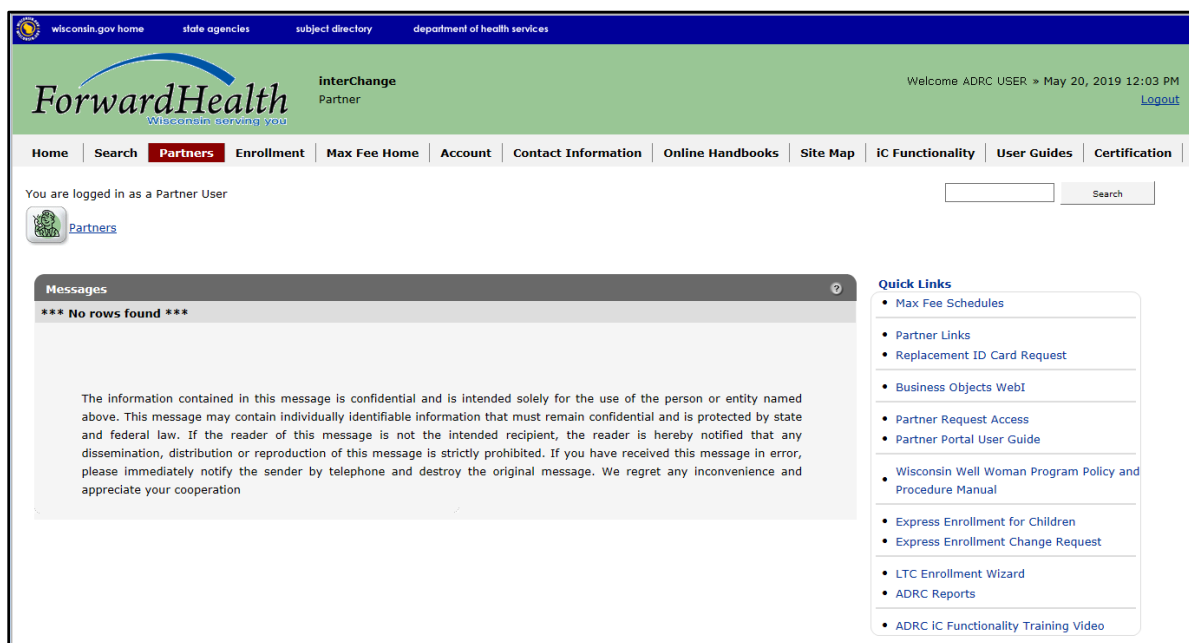 wisconsin.gov home state agencies subject directory department of health services
ForwardHealth
Wisconsin serving you
interChange
Partner
Welcome ADRC USER » May 20, 2019 12:03 PM
Logout
Home Search Partners Enrollment Max Fee Home Account Contact Information Online Handbooks Site Map iC Functionality User Guides Certification
You are logged in as a Partner User
Search
Partners
Messages
?
*** No rows found ***
The information contained in this message is confidential and is intended solely for the use of the person or entity named
above. This message may contain individually identifiable information that must remain confidential and is protected by state
and federal law. If the reader of this message is not the intended recipient, the reader is hereby notified that any
dissemination, distribution or reproduction of this message is strictly prohibited. If you have received this message in error,
please immediately notify the sender by telephone and destroy the original message. We regret any inconvenience and
appreciate your cooperation
Quick Links
• Max Fee Schedules
• Partner Links
• Replacement ID Card Request
• Business Objects WebI
• Partner Request Access
• Partner Portal User Guide
• Wisconsin Well Woman Program Policy and
Procedure Manual
• Express Enrollment for Children
• Express Enrollment Change Request
• LTC Enrollment Wizard
• ADRC Reports
• ADRC iC Functionality Training Video